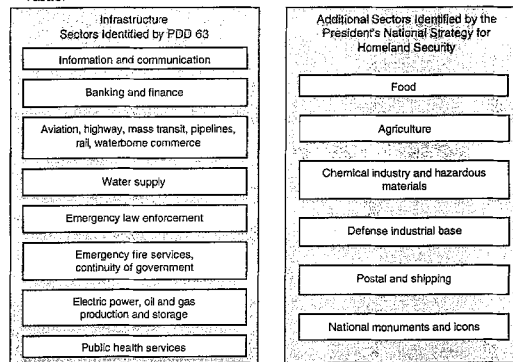 Infrastructure
Sectors Identified by PDD 63
Information and communication
Banking and finance
Aviation, highway, mass transit, pipelines,
rail, waterborne commerce
Water supply
Emergency law enforcement
Emergency fire services,
continuity of government
Electric power, oil and gas
production and storage
Public health services
Additional Sectors Identified by the
President's National Strategy for
Homeland Security
Food
Agriculture
Chemical industry and hazardous
materials
Defense industrial base
Postal and shipping
National monuments and icons